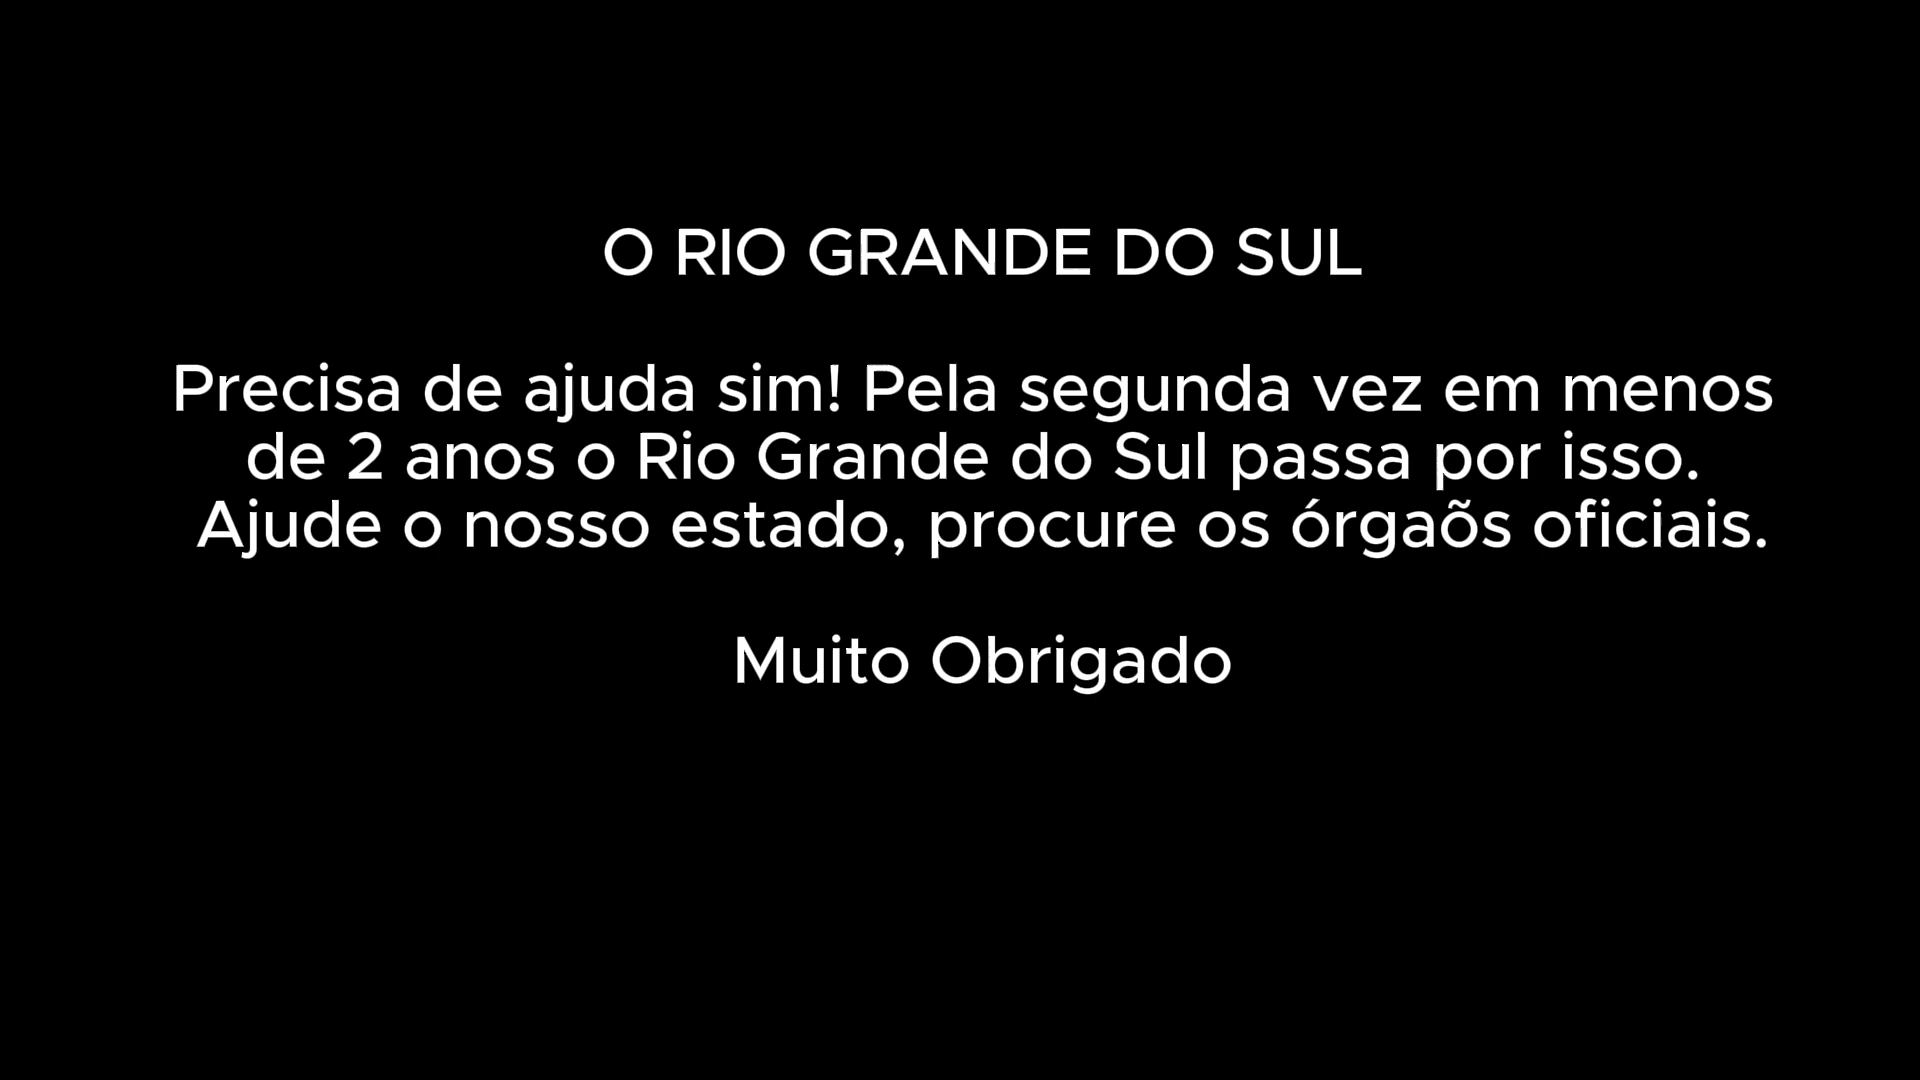 O RIO GRANDE DO SUL
Precisa de ajuda sim! Pela segunda vez em menos
de 2 anos o Rio Grande do Sul passa por isso.
Ajude o nosso estado, procure os órgaõs oficiais.
Muito Obrigado